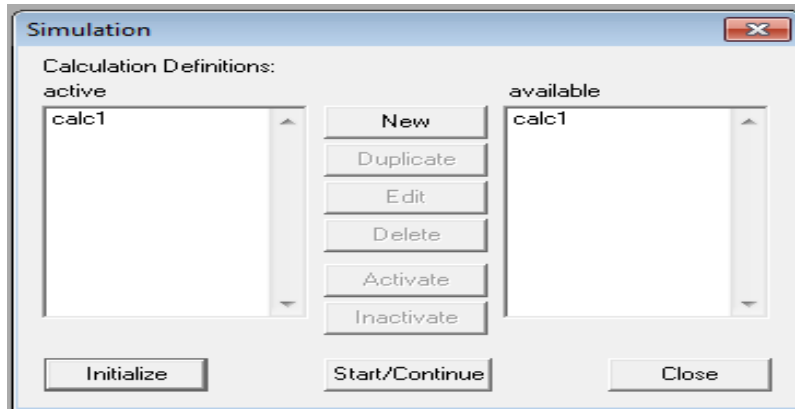 Simulation
Calculation Definitions:
active
available
calc1
New
calc1
Duplicate
Edit
Delete
Activate
Inactivate
Initialize
Start/Continue
Close